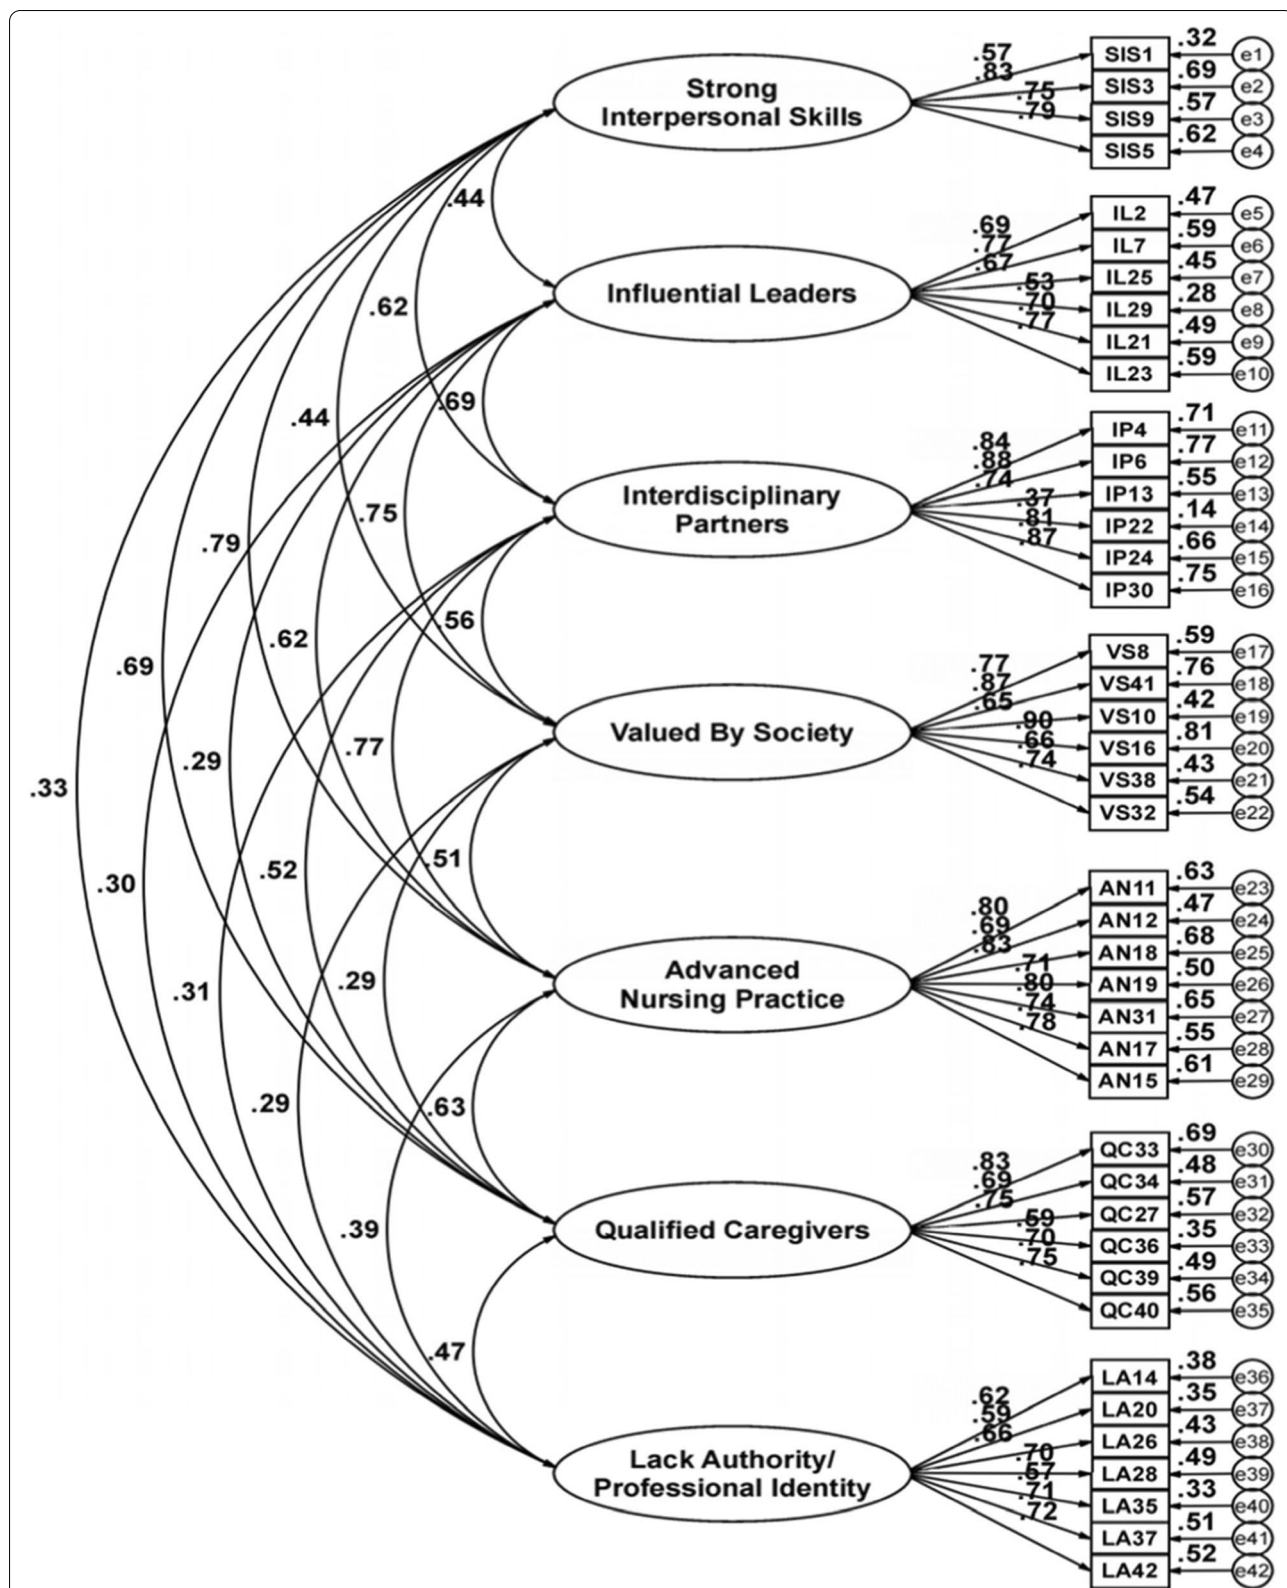 Strong
Interpersonal Skills
.57
.83
.75
.79
SIS1
.32
e1
SIS3
.69
e2
SIS9
.57
e3
SIS5
.62
e4
.44
Influential Leaders
.69
.77
.67
.53
.70
.77
IL2
.47
e5
IL7
.59
e6
IL25
.45
e7
IL29
.28
e8
IL21
.49
e9
IL23
.59
e10
.62
.69
.44
Interdisciplinary
Partners
.84
.88
.74
.37
.81
.87
IP4
.71
e11
IP6
.77
e12
IP13
.55
e13
IP22
.14
e14
IP24
.66
e15
IP30
.75
e16
.75
.79
.56
.62
.69
Valued By Society
.77
.87
.65
.90
.66
.74
VS8
.59
e17
VS41
.76
e18
VS10
.42
e19
VS16
.81
e20
VS38
.43
e21
VS32
.54
e22
.77
.29
.33
.51
.52
.30
Advanced
Nursing Practice
.80
.69
.83
.71
.80
.74
.78
AN11
.63
e23
AN12
.47
e24
AN18
.68
e25
AN19
.50
e26
AN31
.65
e27
AN17
.55
e28
AN15
.61
e29
.29
.31
.29
.63
Qualified Caregivers
.83
.69
.75
.59
.70
.75
QC33
.69
e30
QC34
.48
e31
QC27
.57
e32
QC36
.35
e33
QC39
.49
e34
QC40
.56
e35
.39
.47
Lack Authority/
Professional Identity
.62
.59
.66
.70
.57
.71
.72
LA14
.38
e36
LA20
.35
e37
LA26
.43
e38
LA28
.49
e39
LA35
.33
e40
LA37
.51
e41
LA42
.52
e42